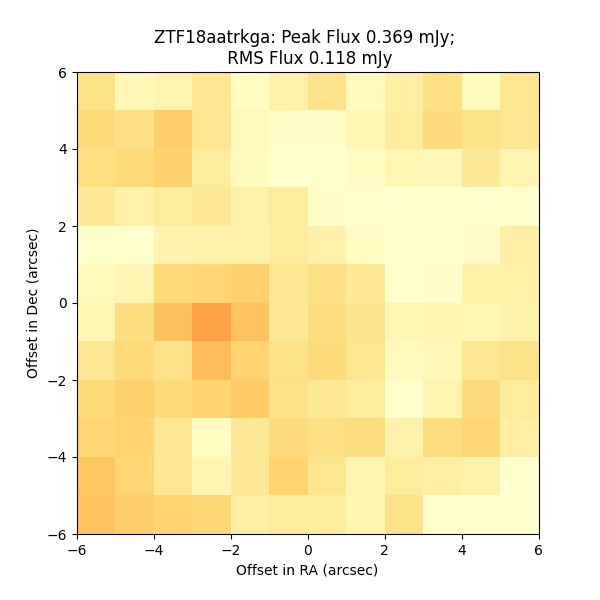 ZTF18aatrkga: Peak Flux 0.369 mJy;
RMS Flux 0.118 mJy
6
4
2
0
−2
−4
−6
Offset in Dec (arcsec)
−6 −4 −2 0 2 4 6
Offset in RA (arcsec)